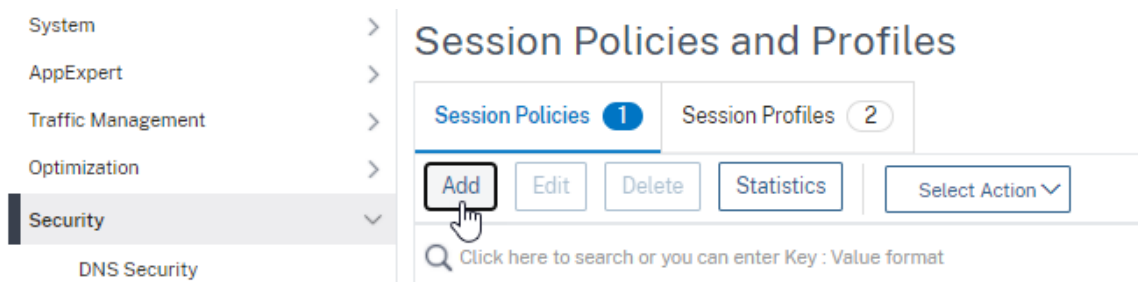 System
AppExpert
Traffic Management
Optimization
Security
DNS Security
Session Policies and Profiles
Session Policies 1 Session Profiles 2
Add Edit Delete Statistics Select Action
Click here to search or you can enter Key : Value format